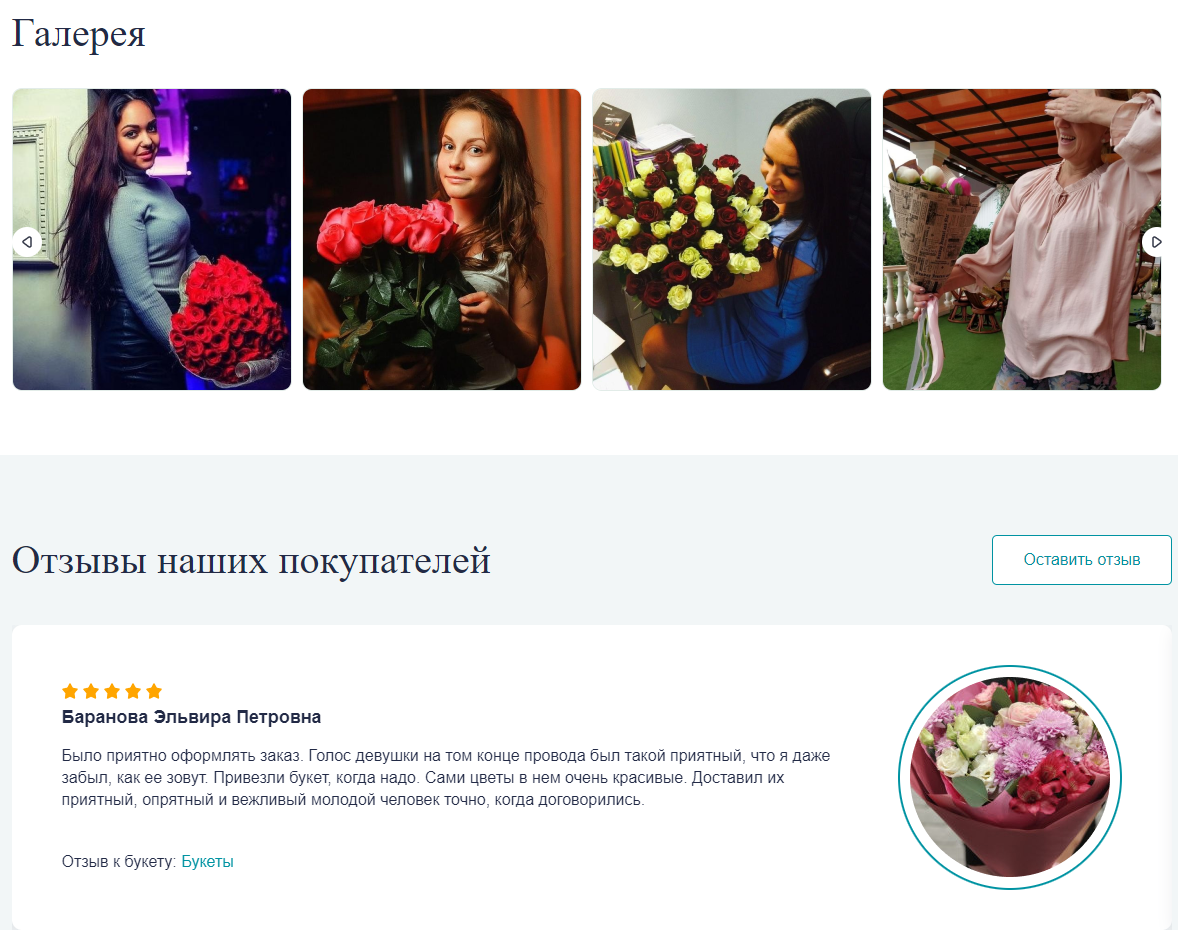 Галерея
Отзывы наших покупателей
Оставить отзыв
Баранова Эльвира Петровна
Было приятно оформлять заказ. Голос девушки на том конце провода был такой приятный, что я даже
забыл, как ее зовут. Привезли букет, когда надо. Сами цветы в нем очень красивые. Доставил их
приятный, опрятный и вежливый молодой человек точно, когда договорились.
Отзыв к букету: Букеты